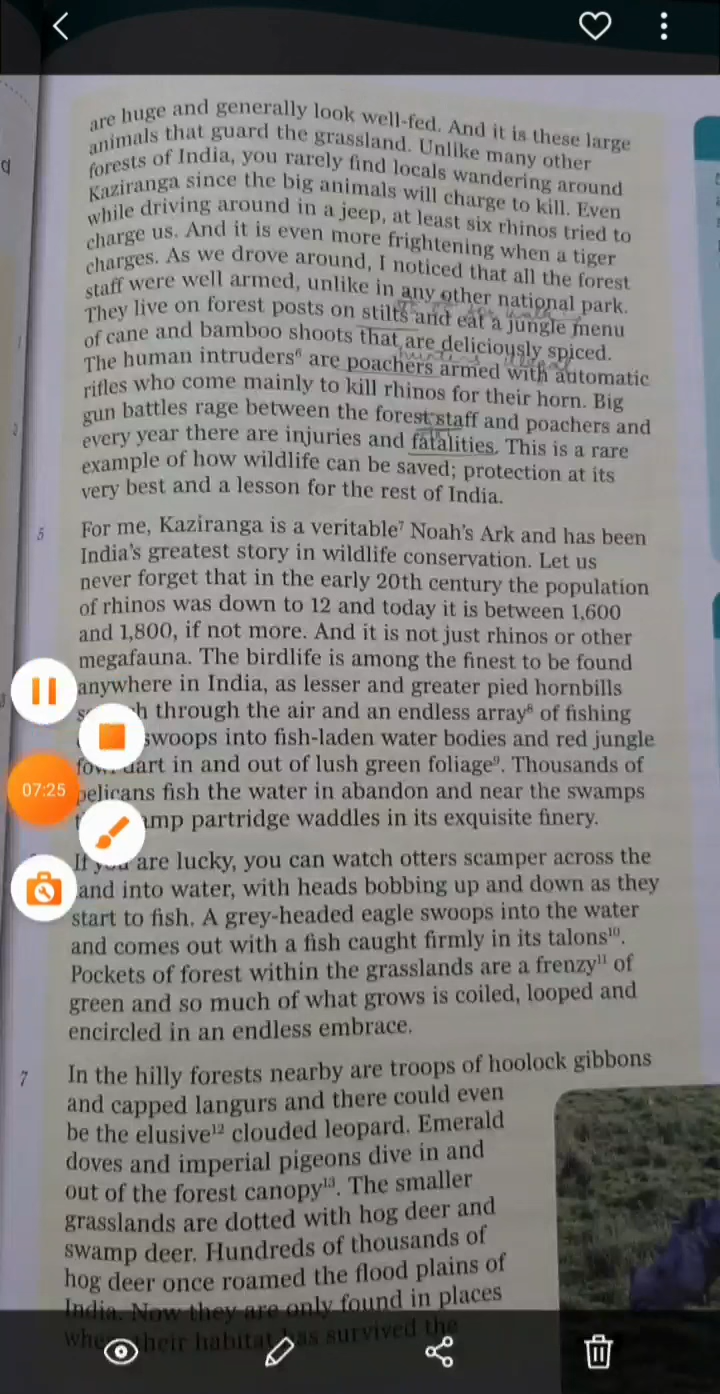 are huge and generally look well-fed. And it is these large
animals that guard the grassland. Unlike many other
forests of India, you rarely find locals wandering around
Kaziranga since the big animals will charge to kill. Even
while driving around in a jeep, at least six rhinos tried to
charge us. And it is even more frightening when a tiger
charges. As we drove around, I noticed that all the forest
staff were well armed, unlike in any other national park.
They live on forest posts on stilts and eat a jungle menu
of cane and bamboo shoots that are deliciously spiced.
The human intruders⁶ are poachers armed with automatic
rifles who come mainly to kill rhinos for their horn. Big
gun battles rage between the forest staff and poachers and
every year there are injuries and fatalities. This is a rare
example of how wildlife can be saved; protection at its
very best and a lesson for the rest of India.
5 For me, Kaziranga is a veritable⁷ Noah's Ark and has been
India's greatest story in wildlife conservation. Let us
never forget that in the early 20th century the population
of rhinos was down to 12 and today it is between 1,600
and 1,800, if not more. And it is not just rhinos or other
megafauna. The birdlife is among the finest to be found
anywhere in India, as lesser and greater pied hornbills
through the air and an endless array⁸ of fishing
swoops into fish-laden water bodies and red jungle
dart in and out of lush green foliage⁹. Thousands of
07:25
pelicans fish the water in abandon and near the swamps
partridge waddles in its exquisite finery.
If you are lucky, you can watch otters scamper across the
and into water, with heads bobbing up and down as they
start to fish. A grey-headed eagle swoops into the water
and comes out with a fish caught firmly in its talons¹⁰.
Pockets of forest within the grasslands are a frenzy¹¹ of
green and so much of what grows is coiled, looped and
encircled in an endless embrace.
7 In the hilly forests nearby are troops of hoolock gibbons
and capped langurs and there could even
be the elusive¹² clouded leopard. Emerald
doves and imperial pigeons dive in and
out of the forest canopy¹³. The smaller
grasslands are dotted with hog deer and
swamp deer. Hundreds of thousands of
hog deer once roamed the flood plains of
India. Now they are only found in places
their habitat has survived the